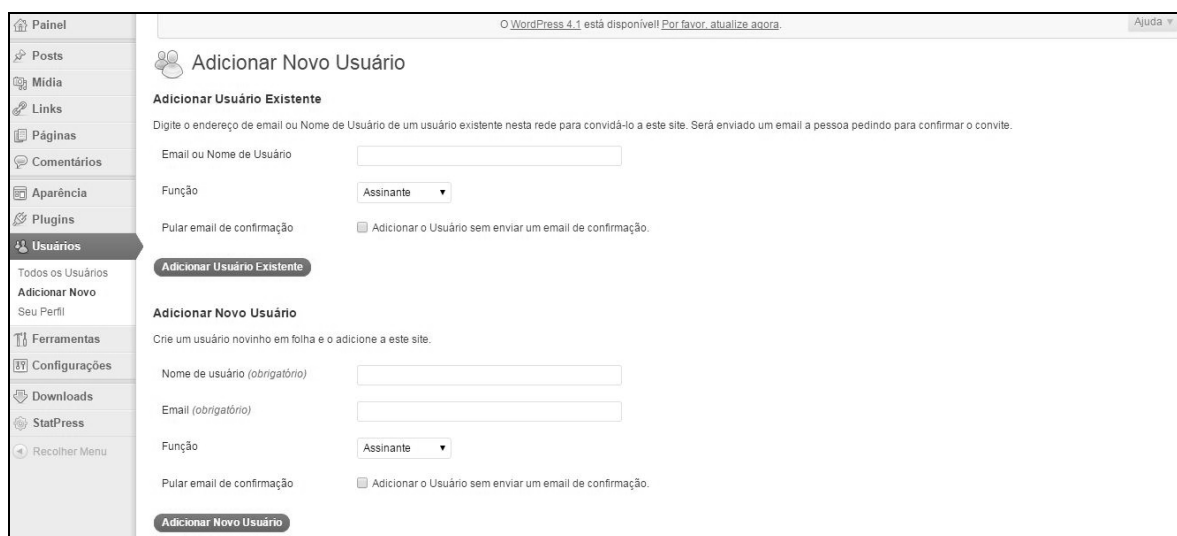 Painel
Posts
Mídia
Links
Páginas
Comentários
Aparência
Plugins
Usuários
Todos os Usuários
Adicionar Novo
Seu Perfil
Ferramentas
Configurações
Downloads
StatPress
Recolher Menu
O WordPress 4.1 está disponível! Por favor, atualize agora.
Ajuda
Adicionar Novo Usuário
Adicionar Usuário Existente
Digite o endereço de email ou Nome de Usuário de um usuário existente nesta rede para convidá-lo a este site. Será enviado um email a pessoa pedindo para confirmar o convite.
Email ou Nome de Usuário
Função Assinante
Pular email de confirmação Adicionar o Usuário sem enviar um email de confirmação.
Adicionar Usuário Existente
Adicionar Novo Usuário
Crie um usuário novinho em folha e o adicione a este site.
Nome de usuário (obrigatório)
Email (obrigatório)
Função Assinante
Pular email de confirmação Adicionar o Usuário sem enviar um email de confirmação.
Adicionar Novo Usuário